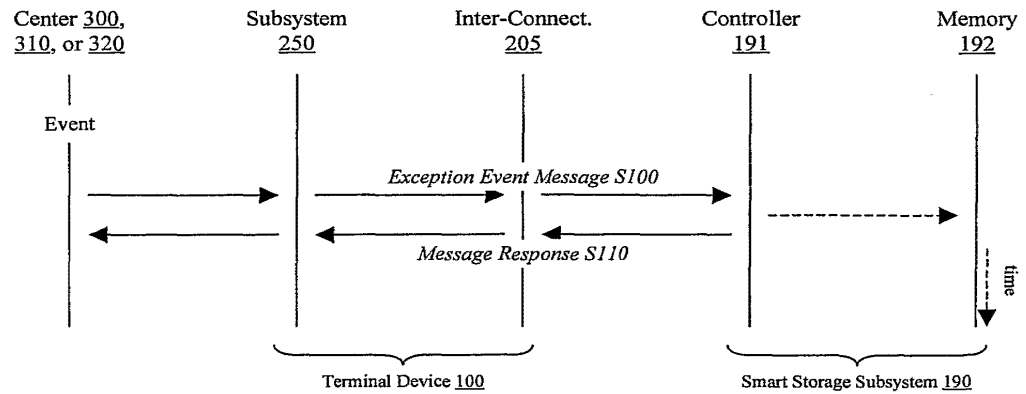 Center 300,
310, or 320
Subsystem
250
Inter-Connect.
205
Controller
191
Memory
192
Event
Exception Event Message S100
Message Response S110
time
Terminal Device 100
Smart Storage Subsystem 190